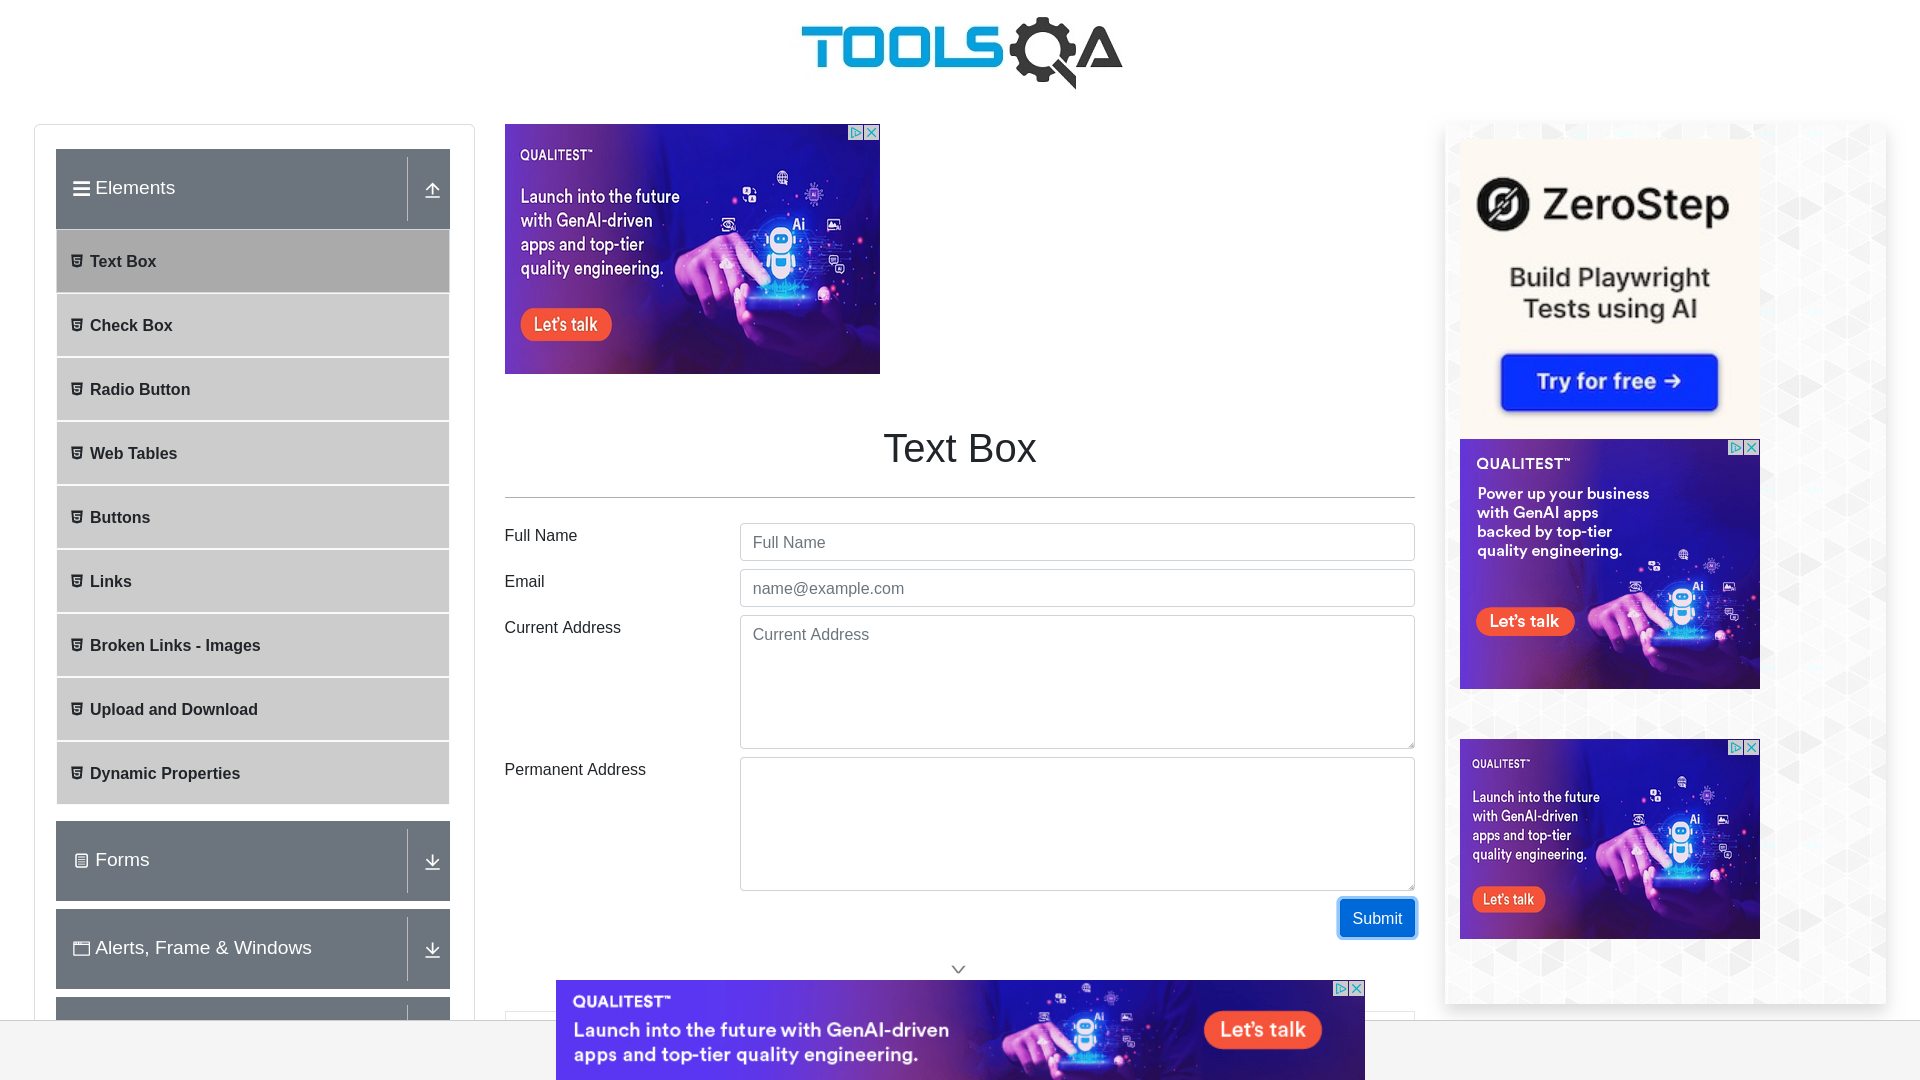 TOOLSQA
Elements
Text Box
Check Box
Radio Button
Web Tables
Buttons
Links
Broken Links - Images
Upload and Download
Dynamic Properties
Forms
Alerts, Frame & Windows
QUALITEST™
Launch into the future
with GenAI-driven
apps and top-tier
quality engineering.
Let's talk
Ai
Text Box
Full Name
Full Name
Email
name@example.com
Current Address
Current Address
Permanent Address
Submit
ZeroStep
Build Playwright
Tests using AI
Try for free →
QUALITEST™
Power up your business
with GenAI apps
backed by top-tier
quality engineering.
Let's talk
Ai
QUALITEST™
Launch into the future
with GenAI-driven
apps and top-tier
quality engineering.
Let's talk
Ai
QUALITEST™
Launch into the future with GenAI-driven
apps and top-tier quality engineering.
Ai
Let's talk